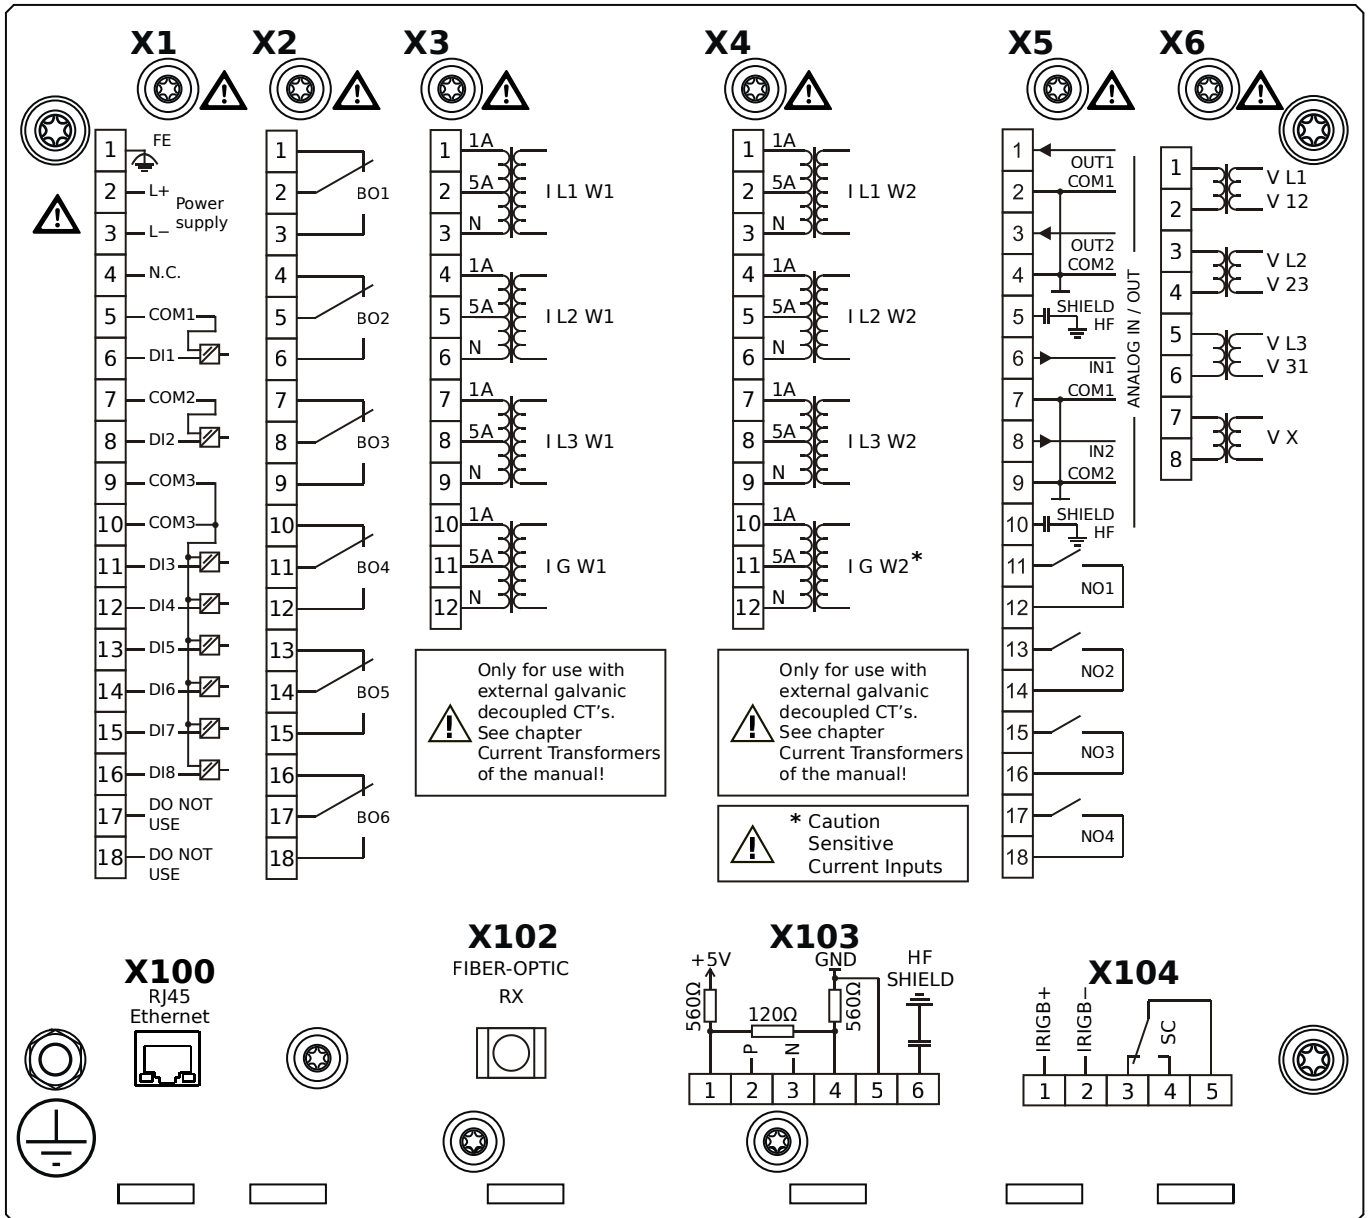 X1 X2 X3 X4 X5 X6
1 FE
2 L+
Power
supply
3 L−
4 N.C.
5 COM1
6 DI1
7 COM2
8 DI2
9 COM3
10 COM3
11 DI3
12 DI4
13 DI5
14 DI6
15 DI7
16 DI8
17 DO NOT
USE
18 DO NOT
USE
1
2 BO1
3
4
5 BO2
6
7
8 BO3
9
10
11 BO4
12
13
14 BO5
15
16
17 BO6
18
1 1A
2 5A I L1 W1
3 N
4 1A
5 5A I L2 W1
6 N
7 1A
8 5A I L3 W1
9 N
10 1A
11 5A I G W1
12 N
Only for use with
external galvanic
decoupled CT's.
See chapter
Current Transformers
of the manual!
1 1A
2 5A I L1 W2
3 N
4 1A
5 5A I L2 W2
6 N
7 1A
8 5A I L3 W2
9 N
10 1A
11 5A I G W2*
12 N
Only for use with
external galvanic
decoupled CT's.
See chapter
Current Transformers
of the manual!
* Caution
Sensitive
Current Inputs
1
OUT1
2 COM1
3
OUT2
4 COM2
5 SHIELD
HF
6
IN1
7 COM1
8
IN2
9 COM2
10 SHIELD
HF
ANALOG IN / OUT
11
NO1
12
13
NO2
14
15
NO3
16
17
NO4
18
1 V L1
2 V 12
3 V L2
4 V 23
5 V L3
6 V 31
7
V X
8
X100
RJ45
Ethernet
X102
FIBER-OPTIC
RX
X103
+5V GND HF
SHIELD
560Ω 120Ω 560Ω
P N
1 2 3 4 5 6
X104
IRIGB+ IRIGB− SC
1 2 3 4 5